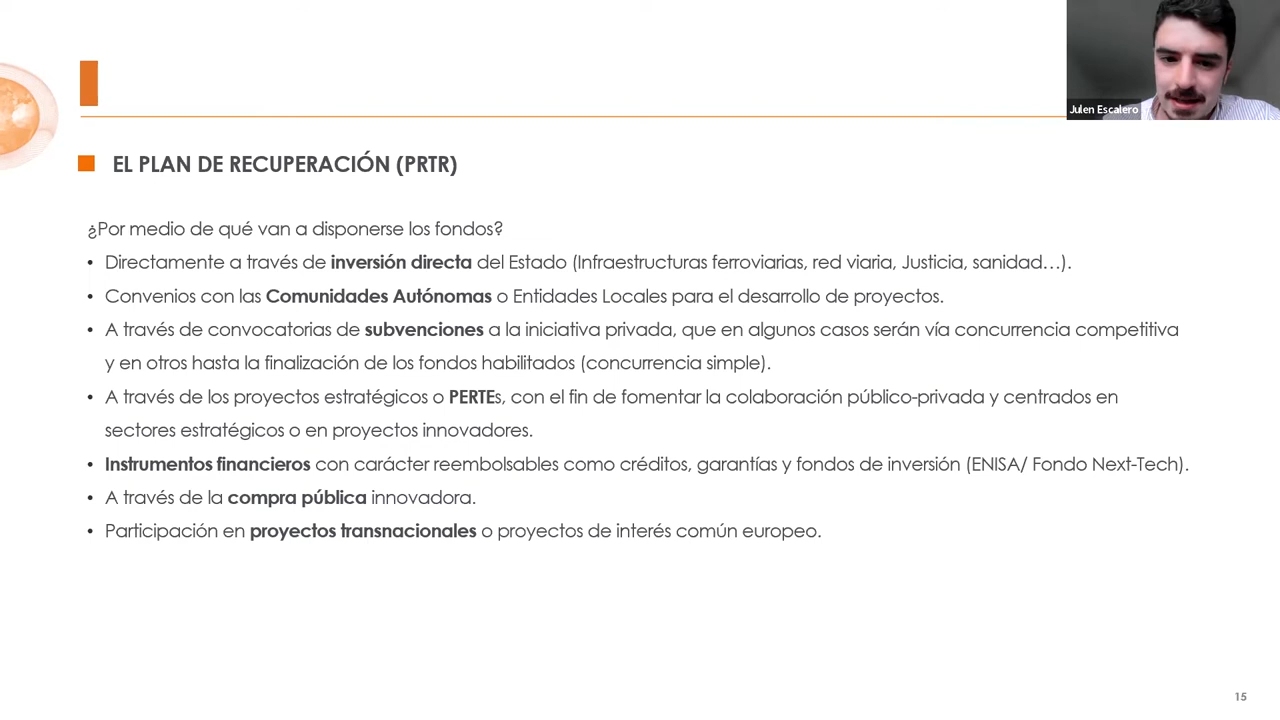 Julen Escalero
EL PLAN DE RECUPERACIÓN (PRTR)
¿Por medio de qué van a disponerse los fondos?
• Directamente a través de inversión directa del Estado (Infraestructuras ferroviarias, red viaria, Justicia, sanidad…).
• Convenios con las Comunidades Autónomas o Entidades Locales para el desarrollo de proyectos.
• A través de convocatorias de subvenciones a la iniciativa privada, que en algunos casos serán vía concurrencia competitiva
y en otros hasta la finalización de los fondos habilitados (concurrencia simple).
• A través de los proyectos estratégicos o PERTEs, con el fin de fomentar la colaboración público-privada y centrados en
sectores estratégicos o en proyectos innovadores.
• Instrumentos financieros con carácter reembolsables como créditos, garantías y fondos de inversión (ENISA/ Fondo Next-Tech).
• A través de la compra pública innovadora.
• Participación en proyectos transnacionales o proyectos de interés común europeo.
15